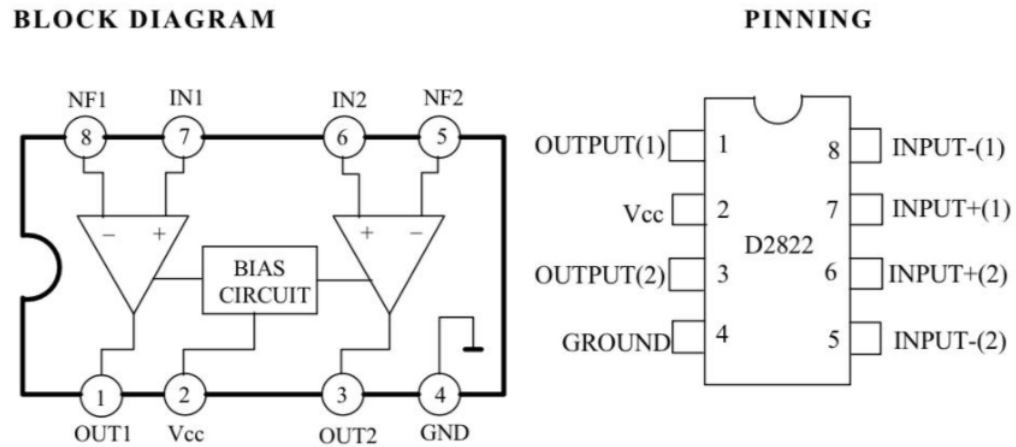 BLOCK DIAGRAM
NF1 IN1 IN2 NF2
8 7 6 5
− + + −
BIAS
CIRCUIT
1 2 3 4
OUT1 Vcc OUT2 GND
PINNING
OUTPUT(1) 1 8 INPUT-(1)
Vcc 2 7 INPUT+(1)
D2822
OUTPUT(2) 3 6 INPUT+(2)
GROUND 4 5 INPUT-(2)